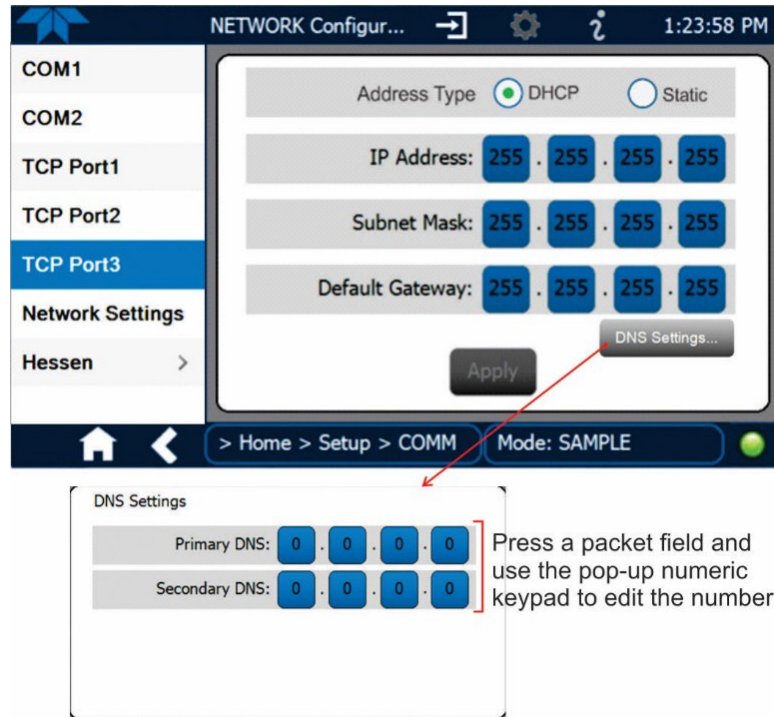 NETWORK Configur... 1:23:58 PM
COM1
COM2
TCP Port1
TCP Port2
TCP Port3
Network Settings
Hessen >
Address Type DHCP Static
IP Address: 255 . 255 . 255 . 255
Subnet Mask: 255 . 255 . 255 . 255
Default Gateway: 255 . 255 . 255 . 255
DNS Settings...
Apply
> Home > Setup > COMM Mode: SAMPLE
DNS Settings
Primary DNS: 0 . 0 . 0 . 0
Secondary DNS: 0 . 0 . 0 . 0
Press a packet field and
use the pop-up numeric
keypad to edit the number